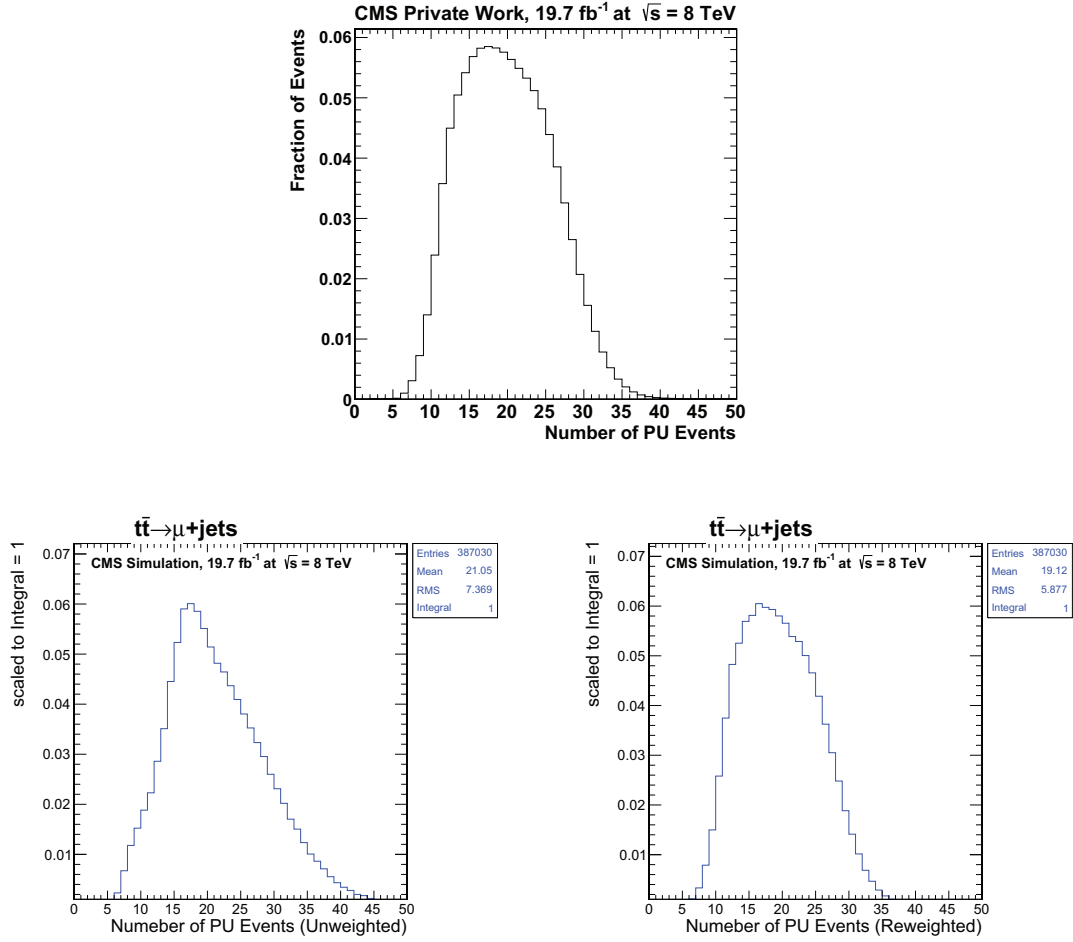 CMS Private Work, 19.7 fb⁻¹ at √s = 8 TeV
Fraction of Events
0.06
0.05
0.04
0.03
0.02
0.01
0
0 5 10 15 20 25 30 35 40 45 50
Number of PU Events
tt̄→μ+jets
scaled to Integral = 1
CMS Simulation, 19.7 fb⁻¹ at √s = 8 TeV
0.07
0.06
0.05
0.04
0.03
0.02
0.01
0 5 10 15 20 25 30 35 40 45 50
Numeber of PU Events (Unweighted)
Entries 387030
Mean 21.05
RMS 7.369
Integral 1
tt̄→μ+jets
scaled to Integral = 1
CMS Simulation, 19.7 fb⁻¹ at √s = 8 TeV
0.07
0.06
0.05
0.04
0.03
0.02
0.01
0 5 10 15 20 25 30 35 40 45 50
Numeber of PU Events (Reweighted)
Entries 387030
Mean 19.12
RMS 5.877
Integral 1